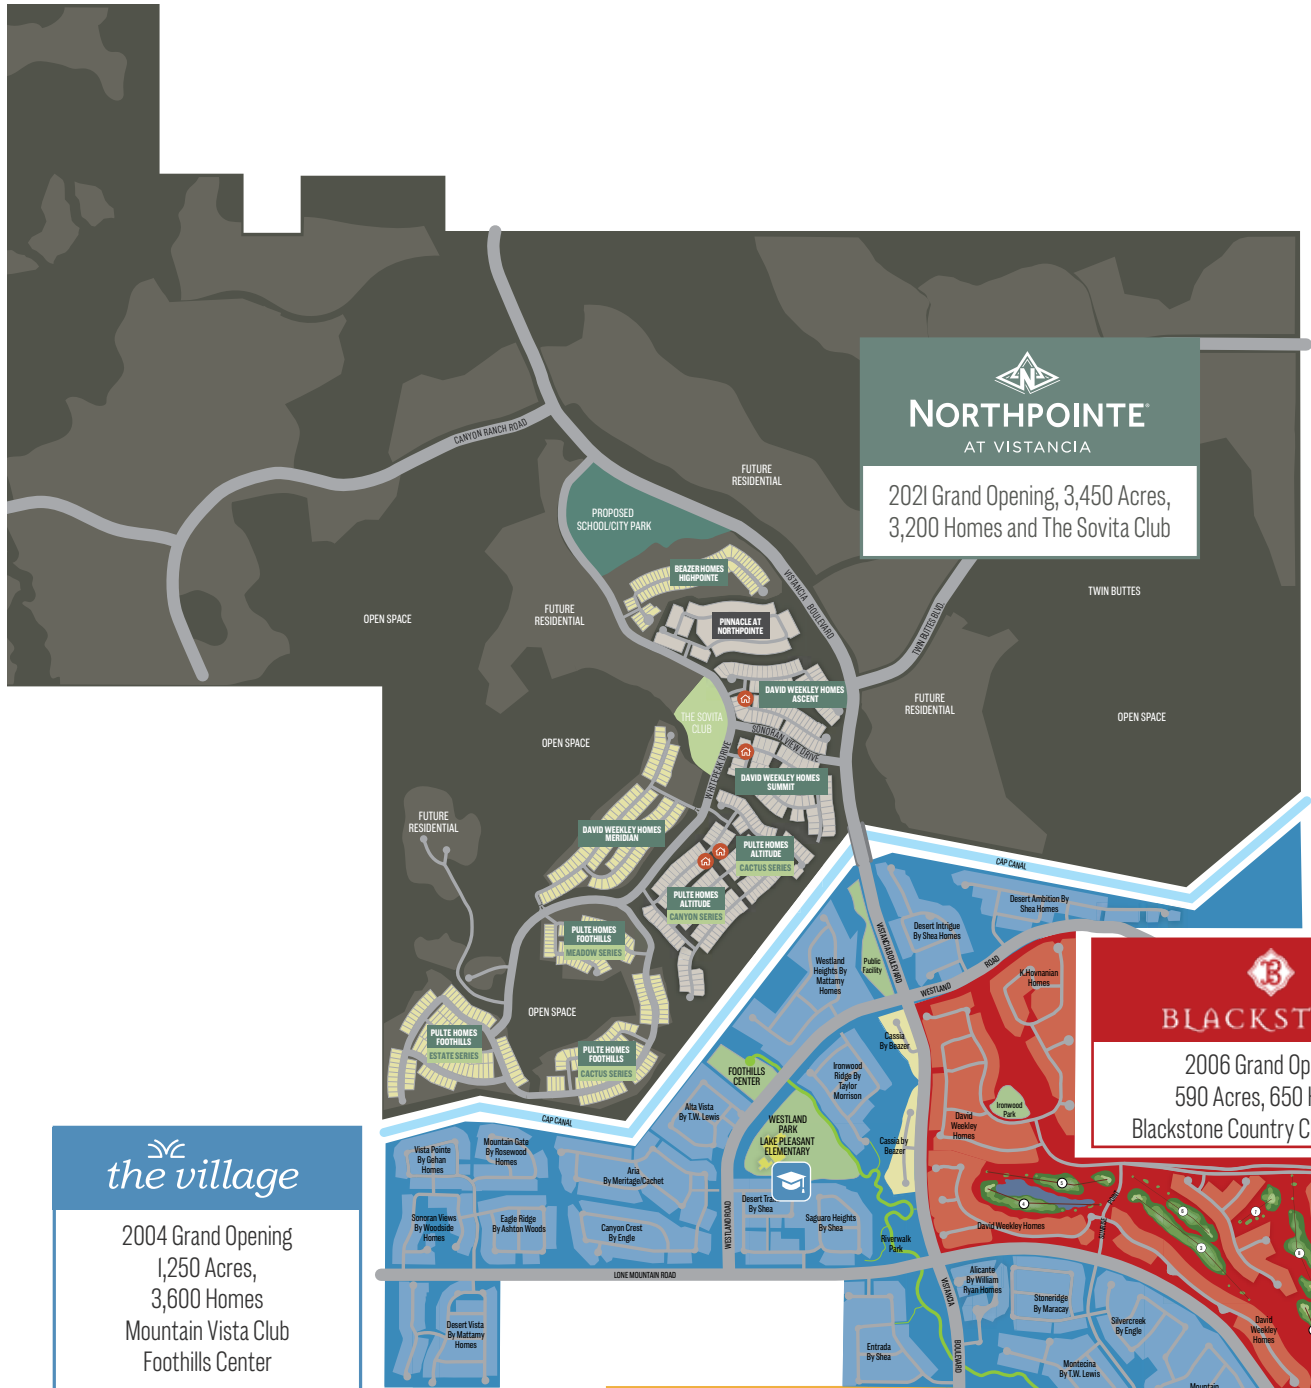 NORTHPOINTE
AT VISTANCIA
2021 Grand Opening, 3,450 Acres,
3,200 Homes and The Sovita Club
CANYON RANCH ROAD
FUTURE
RESIDENTIAL
PROPOSED
SCHOOL/CITY PARK
BEAZER HOMES
HIGHPOINTE
VISTANCIA BOULEVARD
TWIN BUTTES
OPEN SPACE
FUTURE
RESIDENTIAL
PINNACLE AT
NORTHPOINTE
TWIN BUTES BLVD.
DAVID WEEKLEY HOMES
ASCENT
FUTURE
RESIDENTIAL
OPEN SPACE
THE SOVITA
CLUB
SONORAN VIEW DRIVE
OPEN SPACE
WHITEPEAK DRIVE
DAVID WEEKLEY HOMES
SUMMIT
FUTURE
RESIDENTIAL
DAVID WEEKLEY HOMES
MERIDIAN
PULTE HOMES
ALTITUDE
CACTUS SERIES
CAP CANAL
PULTE HOMES
ALTITUDE
CANYON SERIES
Desert Ambition By
Shea Homes
PULTE HOMES
FOOTHILLS
MEADOW SERIES
VISTANCIA BOULEVARD
Desert Intrigue
By Shea Homes
Westland
Heights By
Mattamy
Homes
Public
Facility
WESTLAND ROAD
K.Hovnanian
Homes
B
BLACKST
2006 Grand Op
590 Acres, 650 
Blackstone Country C
OPEN SPACE
PULTE HOMES
FOOTHILLS
ESTATE SERIES
PULTE HOMES
FOOTHILLS
CACTUS SERIES
Cassia
By Beazer
FOOTHILLS
CENTER
Ironwood
Ridge By
Taylor
Morrison
Ironwood
Park
David
Weekley
Homes
CAP CANAL
Alta Vista
By T.W. Lewis
WESTLAND
PARK
LAKE PLEASANT
ELEMENTARY
Cassia by
Beazer
the village
2004 Grand Opening
1,250 Acres,
3,600 Homes
Mountain Vista Club
Foothills Center
Vista Pointe
By Gehan
Homes
Mountain Gate
By Rosewood
Homes
Aria
By Meritage/Cachet
Desert Tra
By Shea
Saguaro Heights
By Shea
Sonoran Views
By Woodside
Homes
Eagle Ridge
By Ashton Woods
Canyon Crest
By Engle
WESTLAND ROAD
Riverwalk
Park
David Weekley Homes
POINT
LONE MOUNTAIN ROAD
VISTANCIA
BOULEVARD
Alicante
By William
Ryan Homes
Stoneridge
By Maracay
Silvercreek
By Engle
David
Weekley
Homes
Desert Vista
By Mattamy
Homes
Entrada
By Shea
Montecina
By T.W. Lewis
Mountain